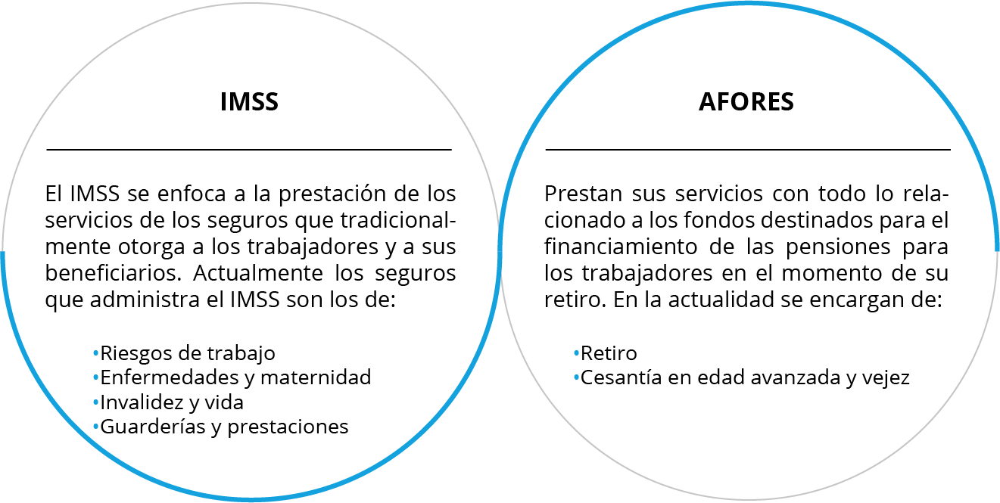 IMSS
El IMSS se enfoca a la prestación de los
servicios de los seguros que tradicional-
mente otorga a los trabajadores y a sus
beneficiarios. Actualmente los seguros
que administra el IMSS son los de:
•Riesgos de trabajo
•Enfermedades y maternidad
•Invalidez y vida
•Guarderías y prestaciones
AFORES
Prestan sus servicios con todo lo rela-
cionado a los fondos destinados para el
financiamiento de las pensiones para
los trabajadores en el momento de su
retiro. En la actualidad se encargan de:
•Retiro
•Cesantía en edad avanzada y vejez